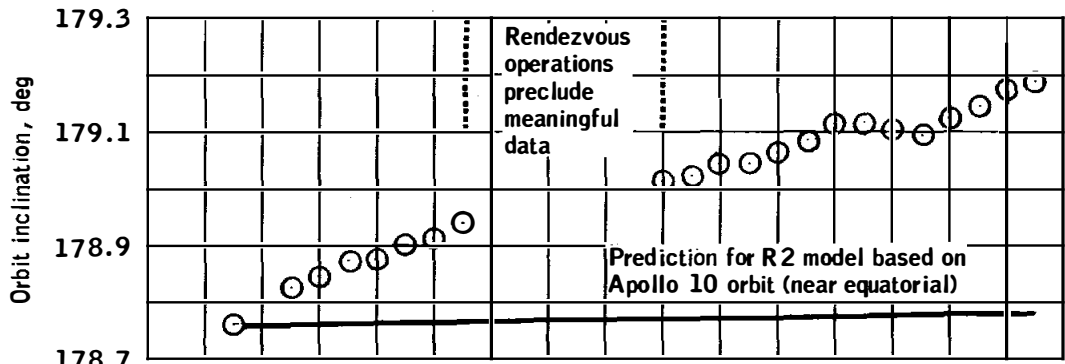 179.3
Rendezvous
operations
preclude
meaningful
data
179.1
Orbit inclination, deg
178.9
Prediction for R2 model based on
Apollo 10 orbit (near equatorial)
178.7